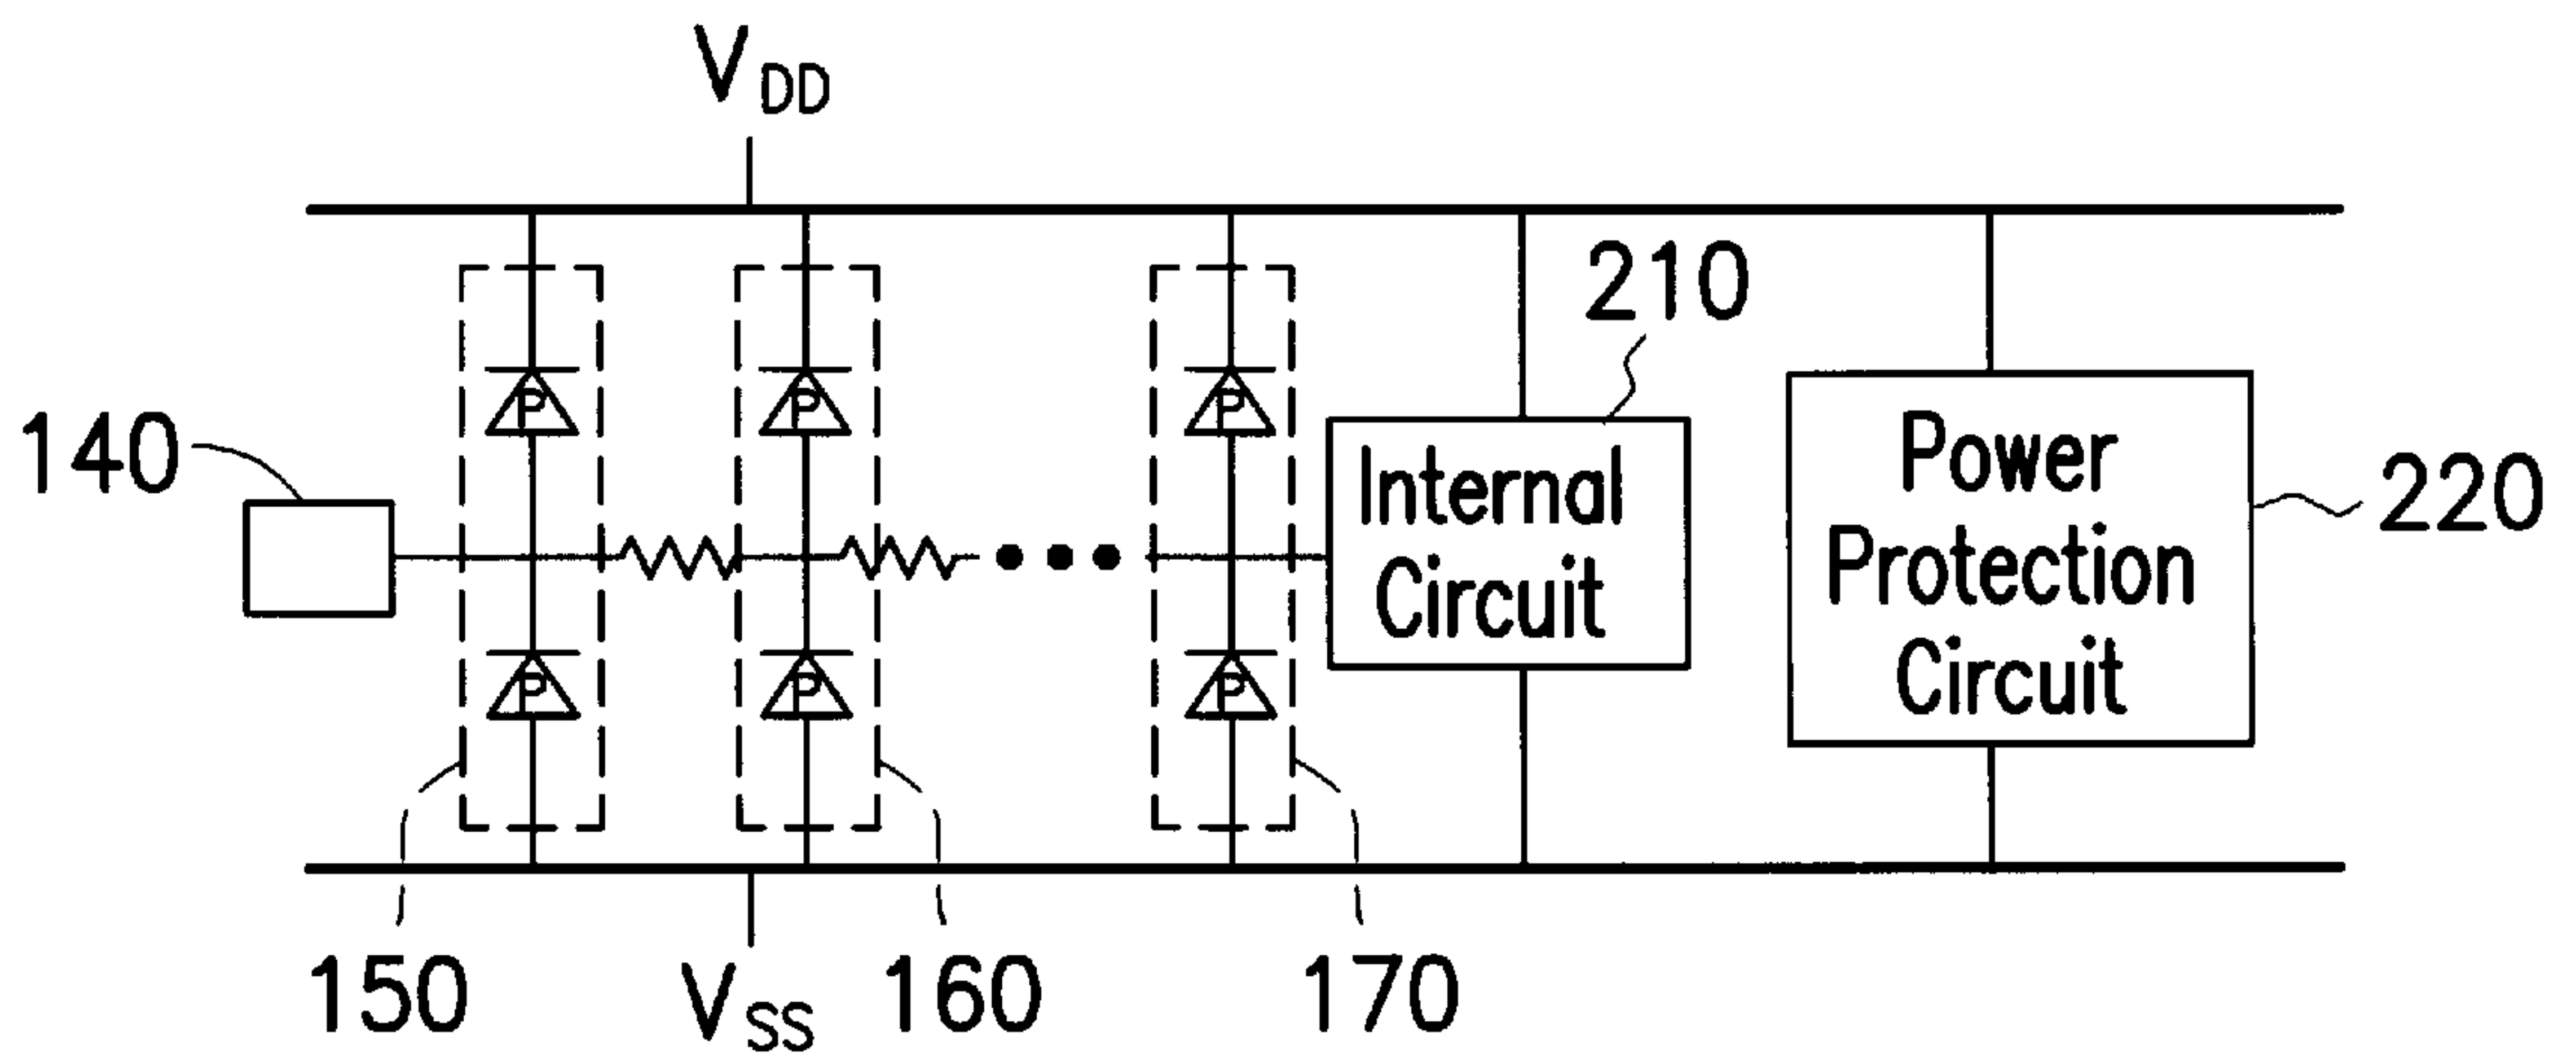 VDD
210
P P P
140
Internal
Circuit
Power
Protection
Circuit
220
P P P
150
VSS
160
170